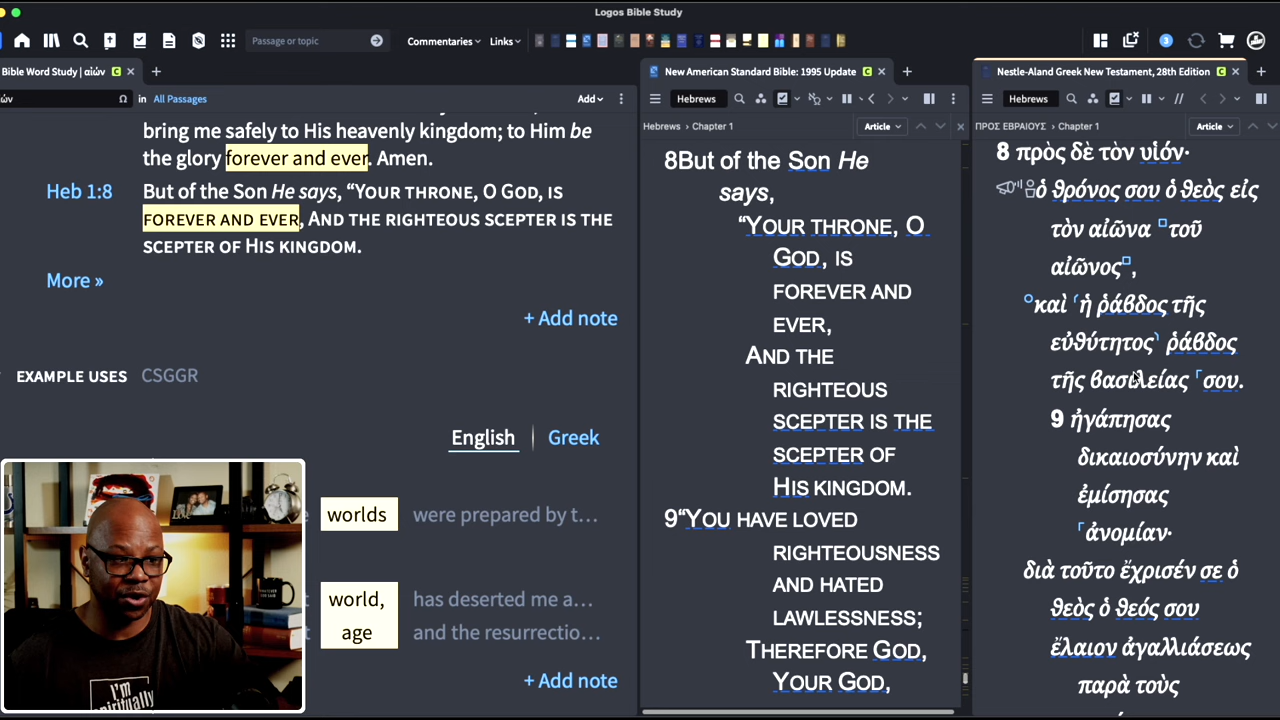 Logos Bible Study
Passage or topic
Commentaries
Links
3
Bible Word Study | αἰών C
New American Standard Bible: 1995 Update C
Nestle-Aland Greek New Testament, 28th Edition C
ών Ω in All Passages Add
Hebrews
Hebrews
Hebrews › Chapter 1 Article
ΠΡΟΣ ΕΒΡΑΙΟΥΣ › Chapter 1 Article
bring me safely to His heavenly kingdom; to Him be
the glory forever and ever. Amen.
Heb 1:8 But of the Son He says, “YOUR THRONE, O GOD, IS
FOREVER AND EVER, AND THE RIGHTEOUS SCEPTER IS THE
SCEPTER OF HIS KINGDOM.
More »
+ Add note
EXAMPLE USES CSGGR
English Greek
worlds were prepared by t…
world, has deserted me a…
age and the resurrectio…
+ Add note
I'm
8But of the Son He
says,
“YOUR THRONE, O
GOD, IS
FOREVER AND
EVER,
AND THE
RIGHTEOUS
SCEPTER IS THE
SCEPTER OF
HIS KINGDOM.
9“YOU HAVE LOVED
RIGHTEOUSNESS
AND HATED
LAWLESSNESS;
THEREFORE GOD,
YOUR GOD,
8 πρὸς δὲ τὸν υἱόν·
ὁ θρόνος σου ὁ θεὸς εἰς
τὸν αἰῶνα ⸋τοῦ
αἰῶνος⸌,
°καὶ ⸂ἡ ῥάβδος τῆς
εὐθύτητος⸃ ῥάβδος
τῆς βασιλείας ⸀σου.
9 ἠγάπησας
δικαιοσύνην καὶ
ἐμίσησας
⸀ἀνομίαν·
διὰ τοῦτο ἔχρισέν σε ὁ
θεὸς ὁ θεός σου
ἔλαιον ἀγαλλιάσεως
παρὰ τοὺς